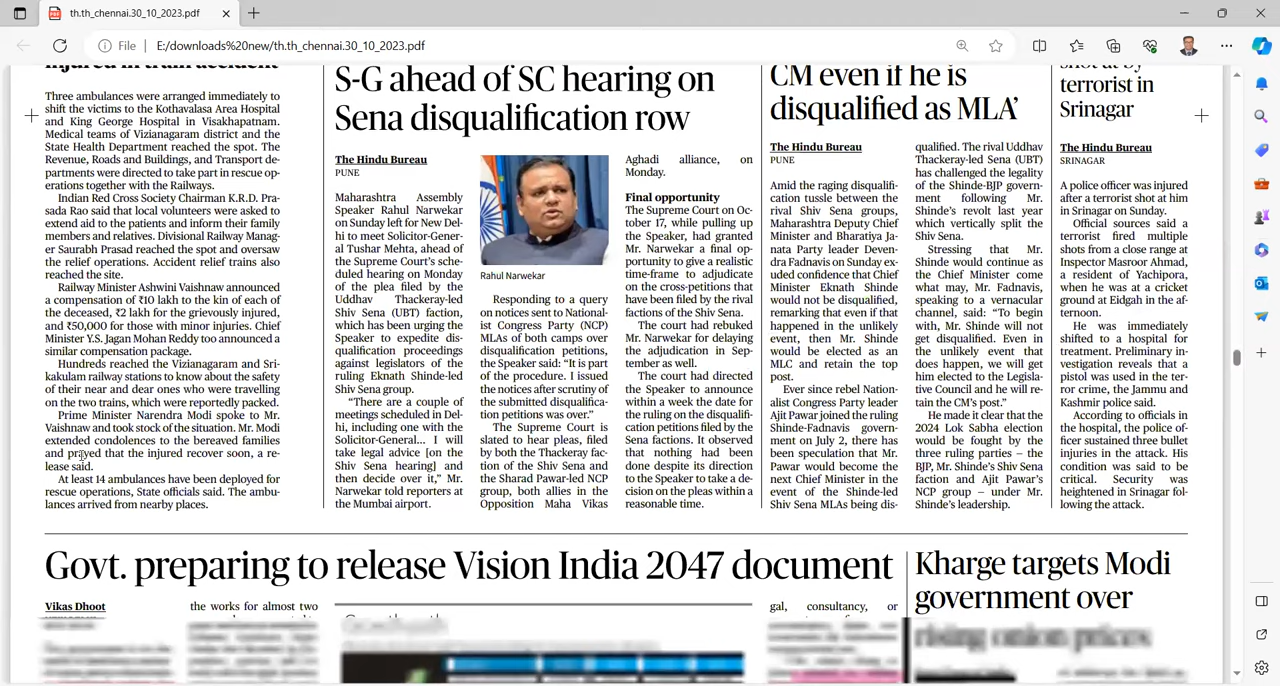 th.th_chennai.30_10_2023.pdf
File
E:/downloads%20new/th.th_chennai.30_10_2023.pdf
injured in train accident
Three ambulances were arranged immediately to
shift the victims to the Kothavalasa Area Hospital
and King George Hospital in Visakhapatnam.
Medical teams of Vizianagaram district and the
State Health Department reached the spot. The
Revenue, Roads and Buildings, and Transport de-
partments were directed to take part in rescue op-
erations together with the Railways.
Indian Red Cross Society Chairman K.R.D. Pra-
sada Rao said that local volunteers were asked to
extend aid to the patients and inform their family
members and relatives. Divisional Railway Manag-
er Saurabh Prasad reached the spot and oversaw
the relief operations. Accident relief trains also
reached the site.
Railway Minister Ashwini Vaishnaw announced
a compensation of ₹10 lakh to the kin of each of
the deceased, ₹2 lakh for the grievously injured,
and ₹50,000 for those with minor injuries. Chief
Minister Y.S. Jagan Mohan Reddy too announced a
similar compensation package.
Hundreds reached the Vizianagaram and Sri-
kakulam railway stations to know about the safety
of their near and dear ones who were travelling
on the two trains, which were reportedly packed.
Prime Minister Narendra Modi spoke to Mr.
Vaishnaw and took stock of the situation. Mr. Modi
extended condolences to the bereaved families
and prayed that the injured recover soon, a re-
lease said.
At least 14 ambulances have been deployed for
rescue operations, State officials said. The ambu-
lances arrived from nearby places.
S-G ahead of SC hearing on
Sena disqualification row
The Hindu Bureau
PUNE
Maharashtra Assembly
Speaker Rahul Narwekar
on Sunday left for New Del-
hi to meet Solicitor-Gener-
al Tushar Mehta, ahead of
the Supreme Court's sche-
duled hearing on Monday
of the plea filed by the
Uddhav Thackeray-led
Shiv Sena (UBT) faction,
which has been urging the
Speaker to expedite dis-
qualification proceedings
against legislators of the
ruling Eknath Shinde-led
Shiv Sena group.
“There are a couple of
meetings scheduled in Del-
hi, including one with the
Solicitor-General... I will
take legal advice [on the
Shiv Sena hearing] and
then decide over it,” Mr.
Narwekar told reporters at
the Mumbai airport.
Rahul Narwekar
Responding to a query
on notices sent to National-
ist Congress Party (NCP)
MLAs of both camps over
disqualification petitions,
the Speaker said: “It is part
of the procedure. I issued
the notices after scrutiny of
the submitted disqualifica-
tion petitions was over.”
The Supreme Court is
slated to hear pleas, filed
by both the Thackeray fac-
tion of the Shiv Sena and
the Sharad Pawar-led NCP
group, both allies in the
Opposition Maha Vikas
Aghadi alliance, on
Monday.
Final opportunity
The Supreme Court on Oc-
tober 17, while pulling up
the Speaker, had granted
Mr. Narwekar a final op-
portunity to give a realistic
time-frame to adjudicate
on the cross-petitions that
have been filed by the rival
factions of the Shiv Sena.
The court had rebuked
Mr. Narwekar for delaying
the adjudication in Sep-
tember as well.
The court had directed
the Speaker to announce
within a week the date for
the ruling on the disqualifi-
cation petitions filed by the
Sena factions. It observed
that nothing had been
done despite its direction
to the Speaker to take a de-
cision on the pleas within a
reasonable time.
CM even if he is
disqualified as MLA’
The Hindu Bureau
PUNE
Amid the raging disqualifi-
cation tussle between the
rival Shiv Sena groups,
Maharashtra Deputy Chief
Minister and Bharatiya Ja-
nata Party leader Deven-
dra Fadnavis on Sunday ex-
uded confidence that Chief
Minister Eknath Shinde
would not be disqualified,
remarking that even if that
happened in the unlikely
event, then Mr. Shinde
would be elected as an
MLC and retain the top
post.
Ever since rebel Nation-
alist Congress Party leader
Ajit Pawar joined the ruling
Shinde-Fadnavis govern-
ment on July 2, there has
been speculation that Mr.
Pawar would become the
next Chief Minister in the
event of the Shinde-led
Shiv Sena MLAs being dis-
qualified. The rival Uddhav
Thackeray-led Sena (UBT)
has challenged the legality
of the Shinde-BJP govern-
ment following Mr.
Shinde’s revolt last year
which vertically split the
Shiv Sena.
Stressing that Mr.
Shinde would continue as
the Chief Minister come
what may, Mr. Fadnavis,
speaking to a vernacular
channel, said: “To begin
with, Mr. Shinde will not
get disqualified. Even in
the unlikely event that
does happen, we will get
him elected to the Legisla-
tive Council and he will re-
tain the CM’s post.”
He made it clear that the
2024 Lok Sabha election
would be fought by the
three ruling parties – the
BJP, Mr. Shinde’s Shiv Sena
faction and Ajit Pawar’s
NCP group – under Mr.
Shinde’s leadership.
shot at by
terrorist in
Srinagar
The Hindu Bureau
SRINAGAR
A police officer was injured
after a terrorist shot at him
in Srinagar on Sunday.
Official sources said a
terrorist fired multiple
shots from a close range at
Inspector Masroor Ahmad,
a resident of Yachipora,
when he was at a cricket
ground at Eidgah in the af-
ternoon.
He was immediately
shifted to a hospital for
treatment. Preliminary in-
vestigation reveals that a
pistol was used in the ter-
ror crime, the Jammu and
Kashmir police said.
According to officials in
the hospital, the police of-
ficer sustained three bullet
injuries in the attack. His
condition was said to be
critical. Security was
heightened in Srinagar fol-
lowing the attack.
Govt. preparing to release Vision India 2047 document
Vikas Dhoot
the works for almost two
gal, consultancy, or
Kharge targets Modi
government over
rising onion prices